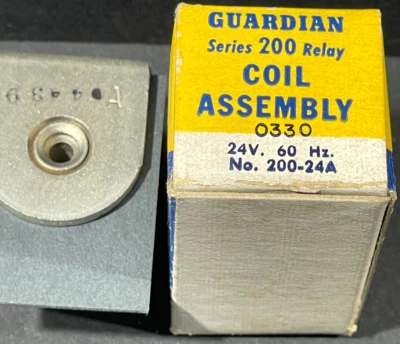 GUARDIAN
Series 200 Relay
COIL
ASSEMBLY
0330
24V. 60 Hz.
No. 200-24A